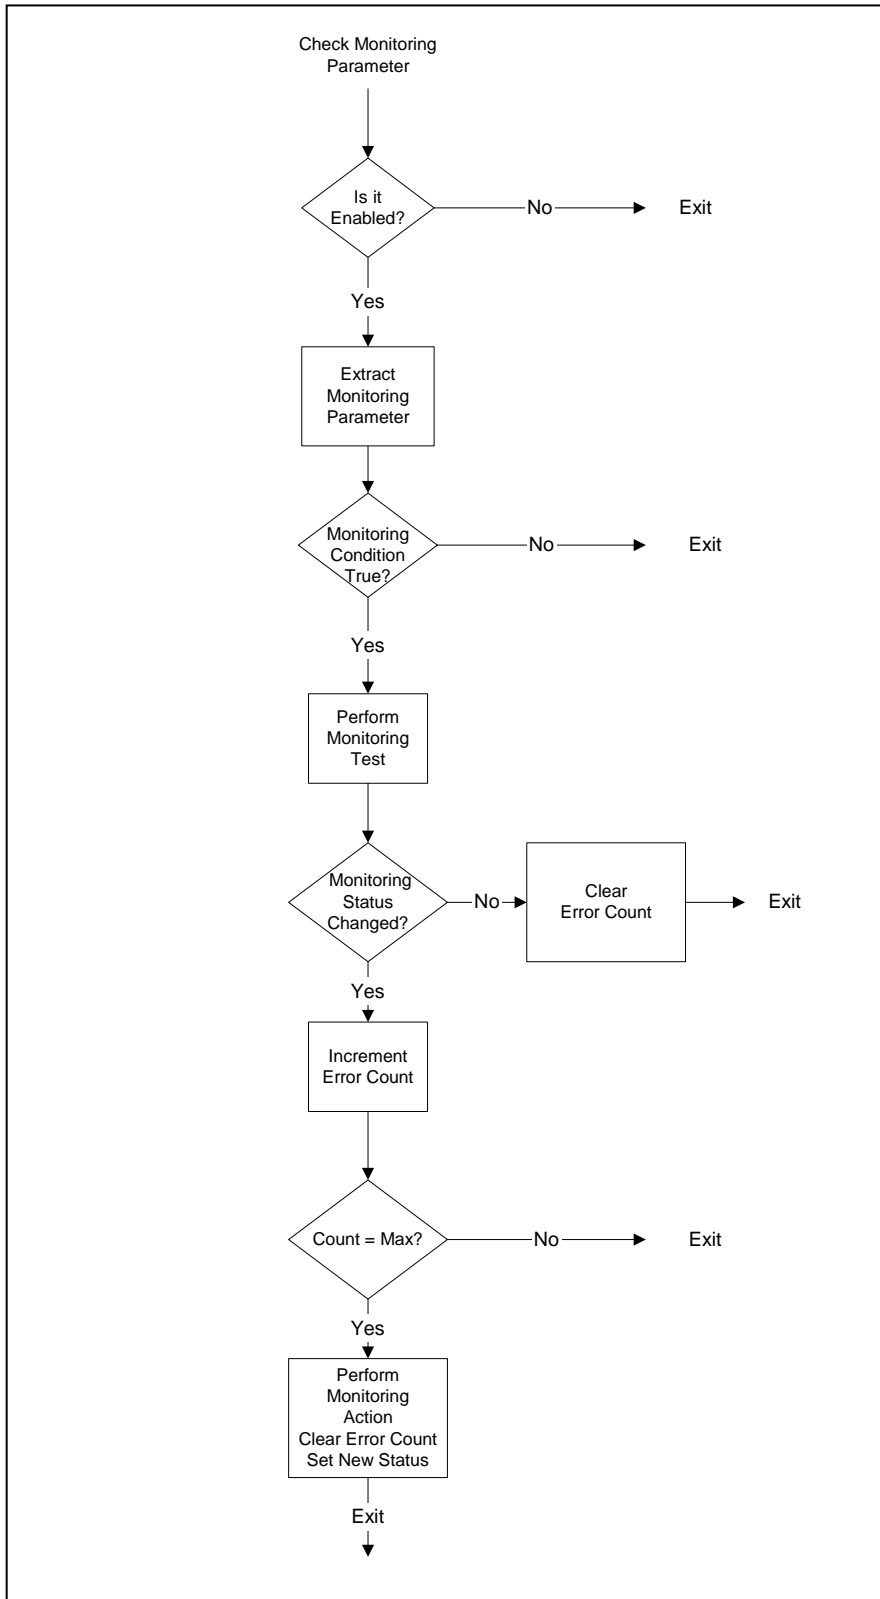 Check Monitoring
Parameter
Is it
Enabled?
No
Exit
Yes
Extract
Monitoring
Parameter
Monitoring
Condition
True?
No
Exit
Yes
Perform
Monitoring
Test
Monitoring
Status
Changed?
No
Clear
Error Count
Exit
Yes
Increment
Error Count
Count = Max?
No
Exit
Yes
Perform
Monitoring
Action
Clear Error Count
Set New Status
Exit